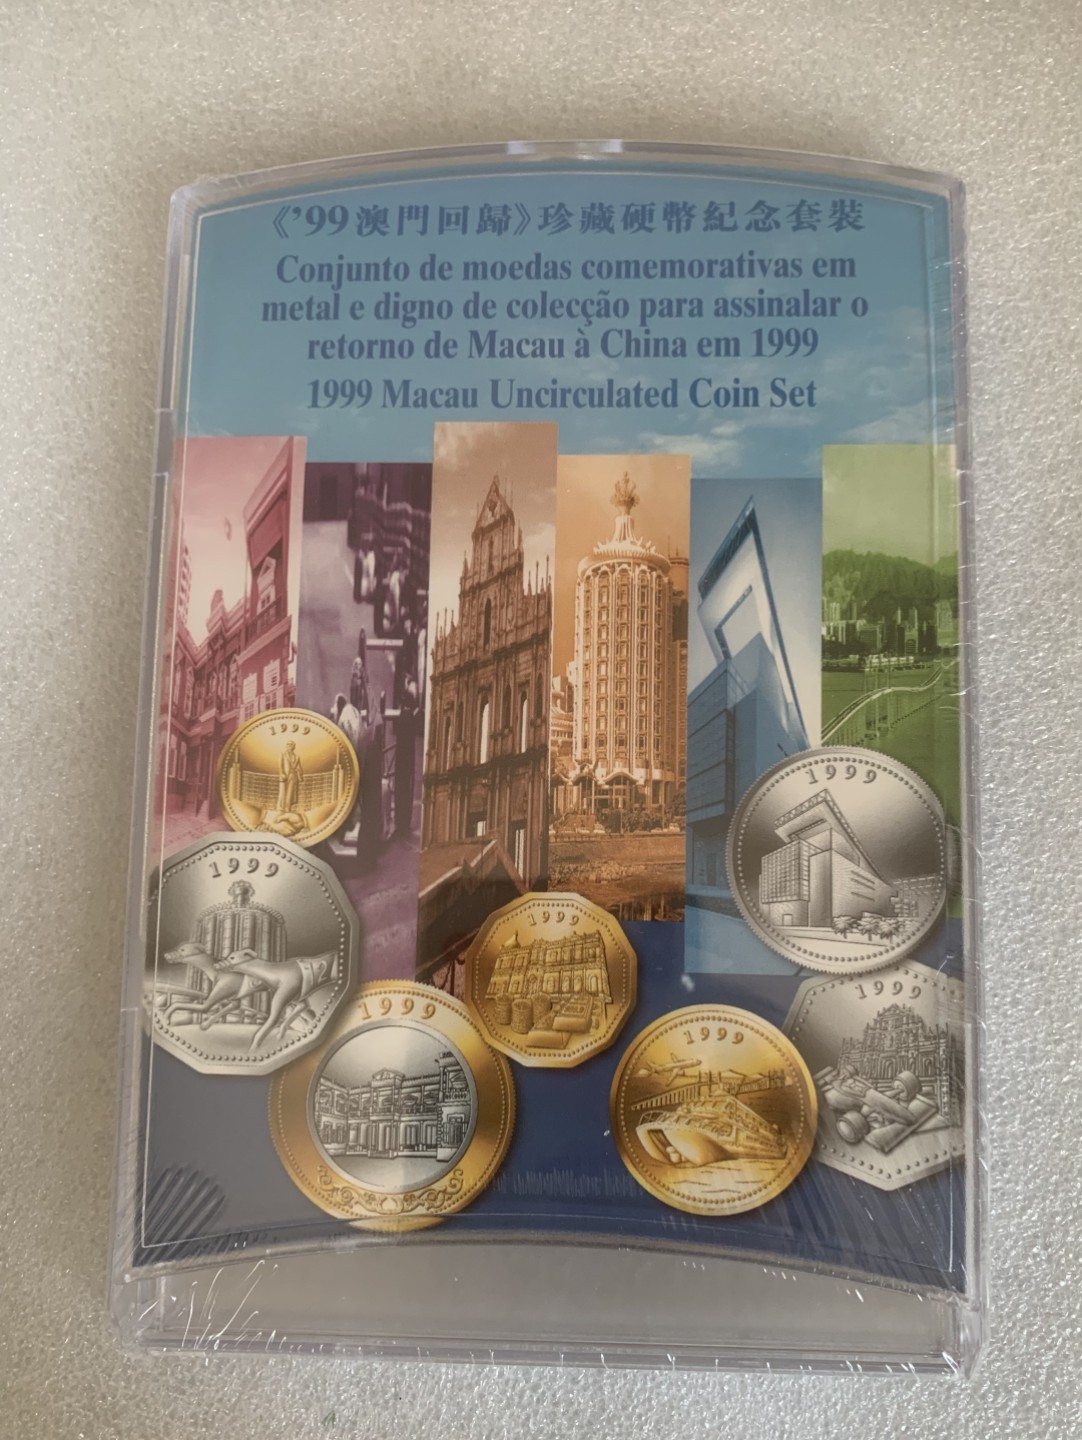 《’99澳門回歸》珍藏硬幣紀念套裝
Conjunto de moedas comemorativas em
metal e digno de colecção para assinalar o
retorno de Macau à China em 1999
1999 Macau Uncirculated Coin Set
1999
1999
1999
1999
1999
1999
1999